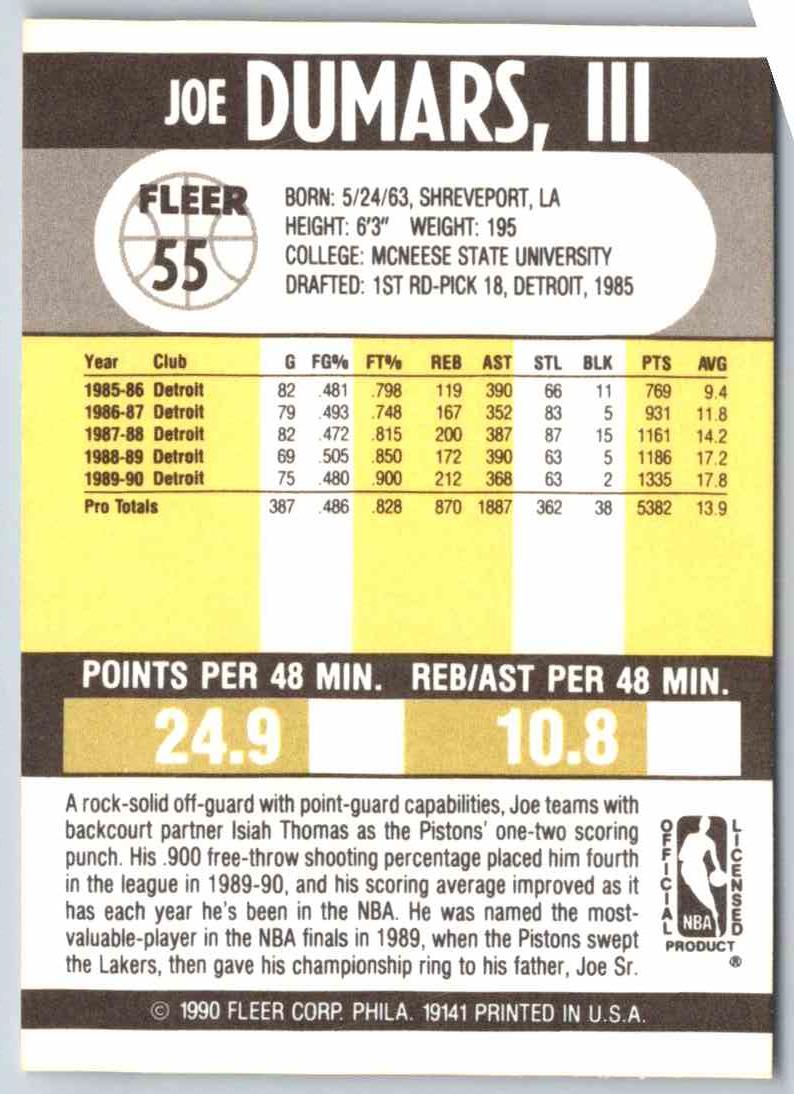 JOE DUMARS, III
FLEER
55
BORN: 5/24/63, SHREVEPORT, LA
HEIGHT: 6'3" WEIGHT: 195
COLLEGE: MCNEESE STATE UNIVERSITY
DRAFTED: 1ST RD-PICK 18, DETROIT, 1985
Year Club G FG% FT% REB AST STL BLK PTS AVG
1985-86 Detroit 82 .481 .798 119 390 66 11 769 9.4
1986-87 Detroit 79 .493 .748 167 352 83 5 931 11.8
1987-88 Detroit 82 .472 .815 200 387 87 15 1161 14.2
1988-89 Detroit 69 .505 .850 172 390 63 5 1186 17.2
1989-90 Detroit 75 .480 .900 212 368 63 2 1335 17.8
Pro Totals 387 .486 .828 870 1887 362 38 5382 13.9
POINTS PER 48 MIN. REB/AST PER 48 MIN.
24.9 10.8
A rock-solid off-guard with point-guard capabilities, Joe teams with
backcourt partner Isiah Thomas as the Pistons' one-two scoring
punch. His .900 free-throw shooting percentage placed him fourth
in the league in 1989-90, and his scoring average improved as it
has each year he's been in the NBA. He was named the most-
valuable-player in the NBA finals in 1989, when the Pistons swept
the Lakers, then gave his championship ring to his father, Joe Sr.
OFFICIAL
NBA
LICENSED
PRODUCT
®
© 1990 FLEER CORP. PHILA. 19141 PRINTED IN U.S.A.